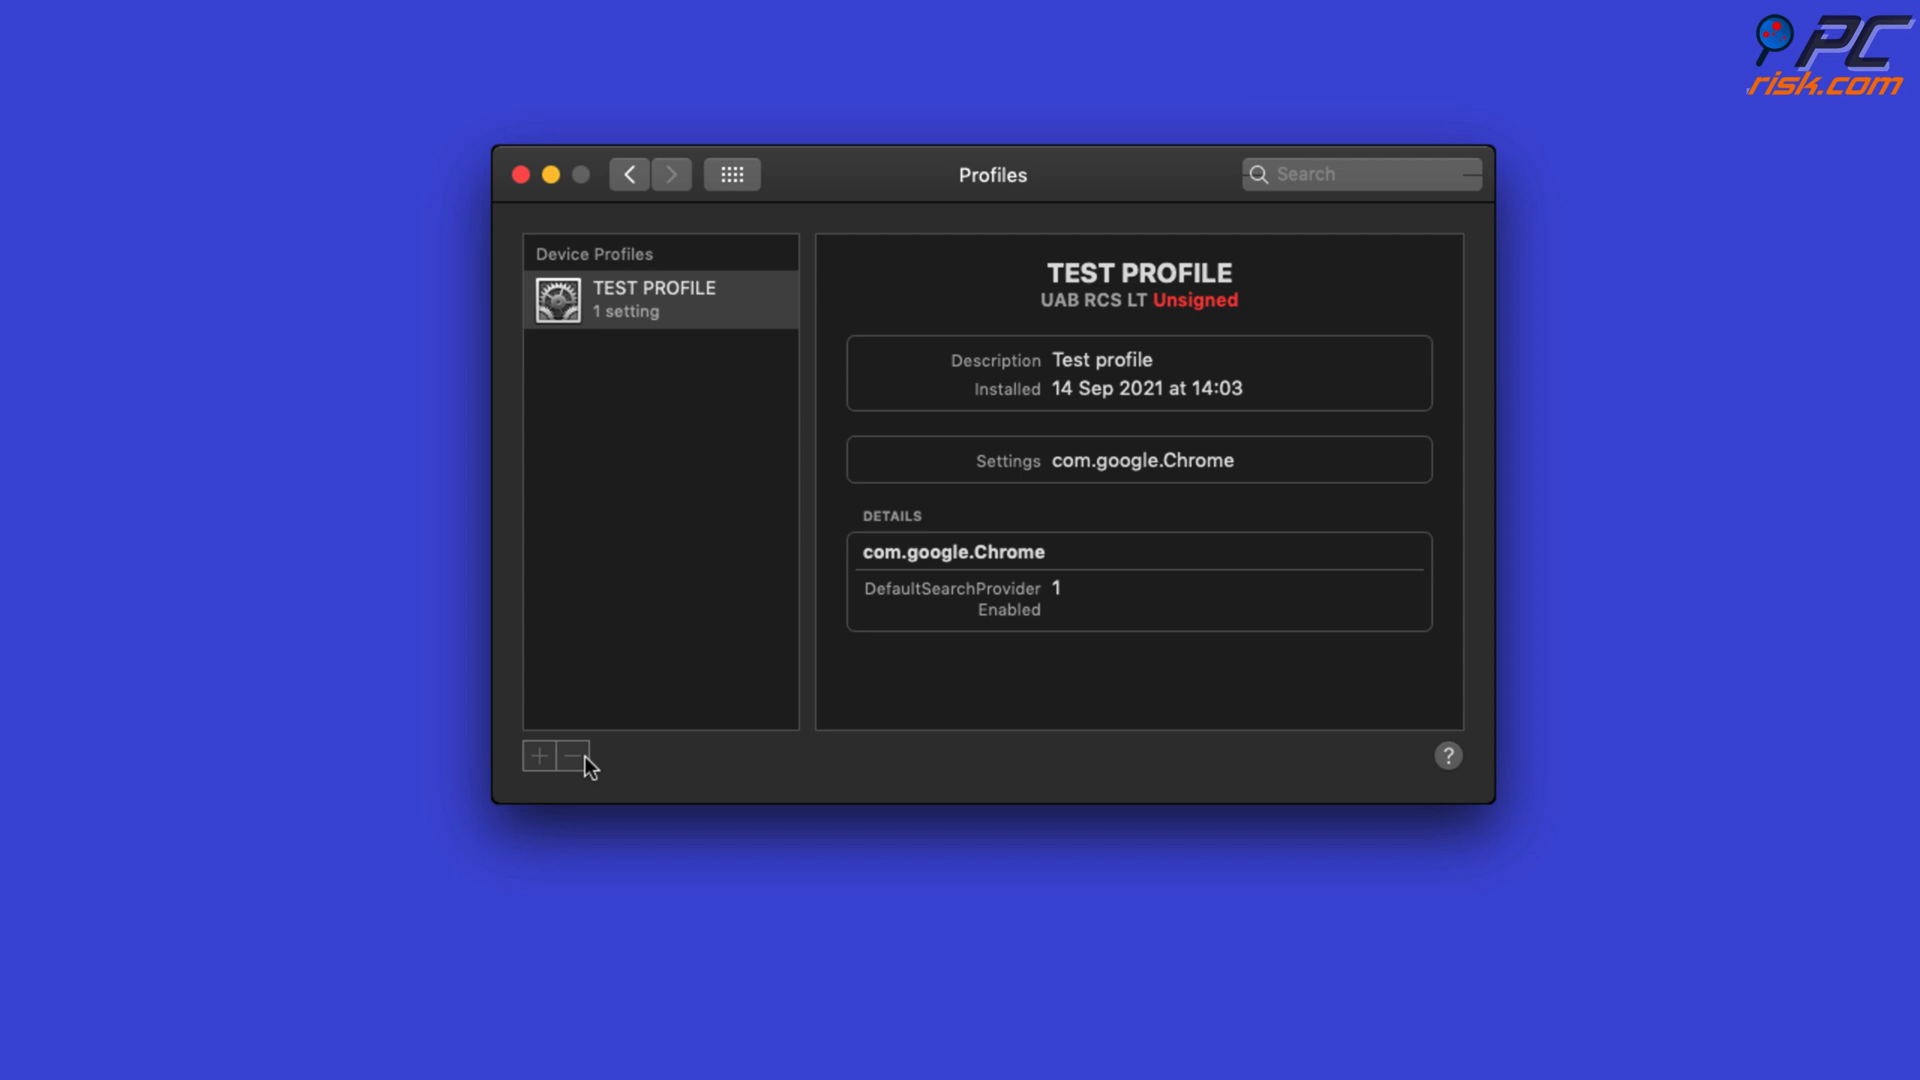 PC
risk.com
Profiles
Search
Device Profiles
TEST PROFILE
1 setting
TEST PROFILE
UAB RCS LT Unsigned
Description Test profile
Installed 14 Sep 2021 at 14:03
Settings com.google.Chrome
DETAILS
com.google.Chrome
DefaultSearchProvider 1
Enabled
?